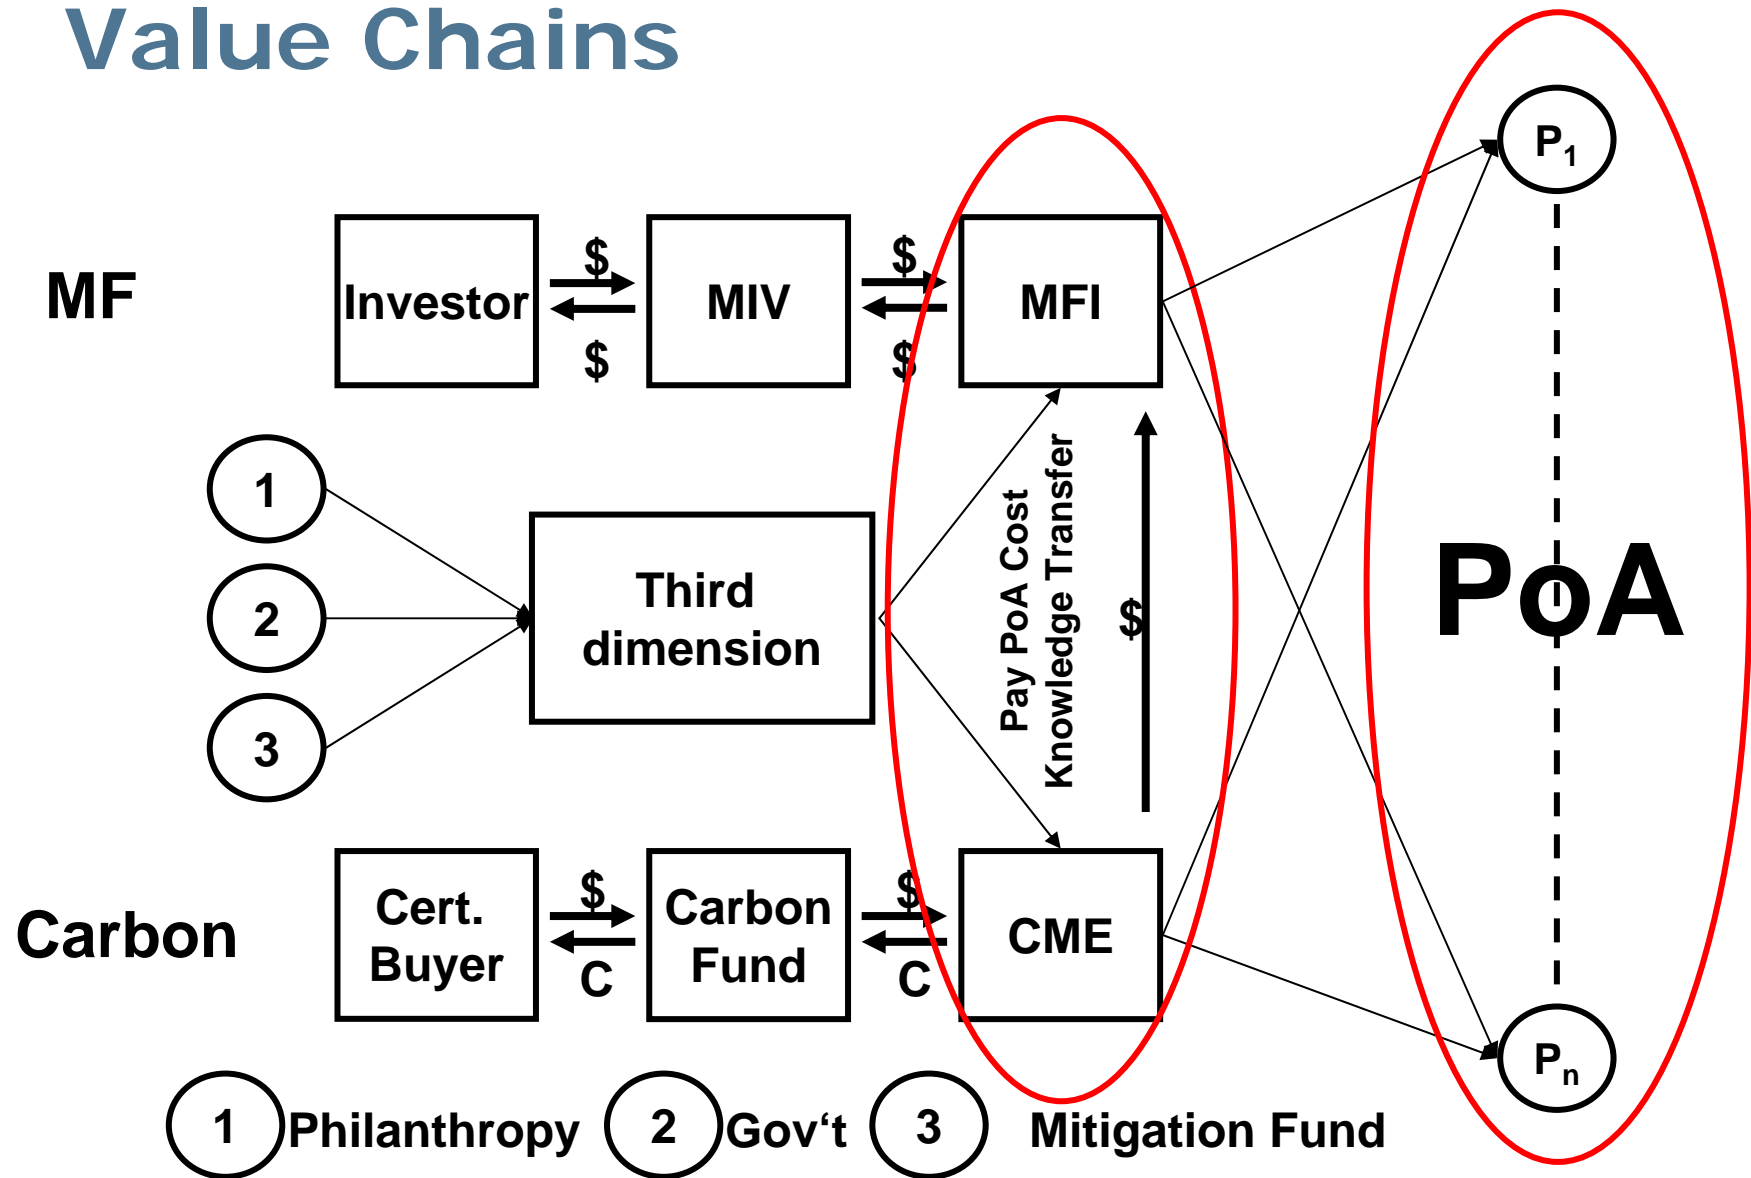 Value Chains
P1
MF
$
$
Investor
MIV
MFI
$
$
1
2
3
Third
dimension
Pay PoA Cost
Knowledge Transfer
$
PoA
Carbon
$
$
Cert.
Buyer
Carbon
Fund
CME
C
C
Pn
1 Philanthropy 2 Gov‘t 3 Mitigation Fund